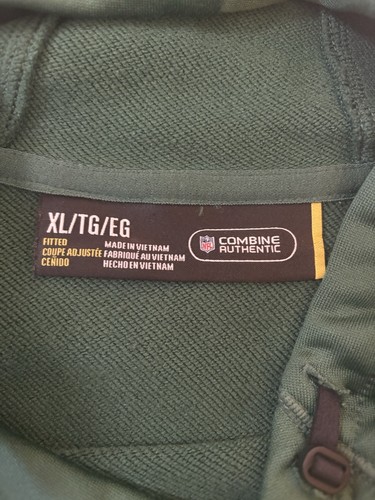 XL/TG/EG
FITTED
COUPE AJUSTÉE
CEÑIDO
MADE IN VIETNAM
FABRIQUÉ AU VIETNAM
HECHO EN VIETNAM
NFL
COMBINE
AUTHENTIC